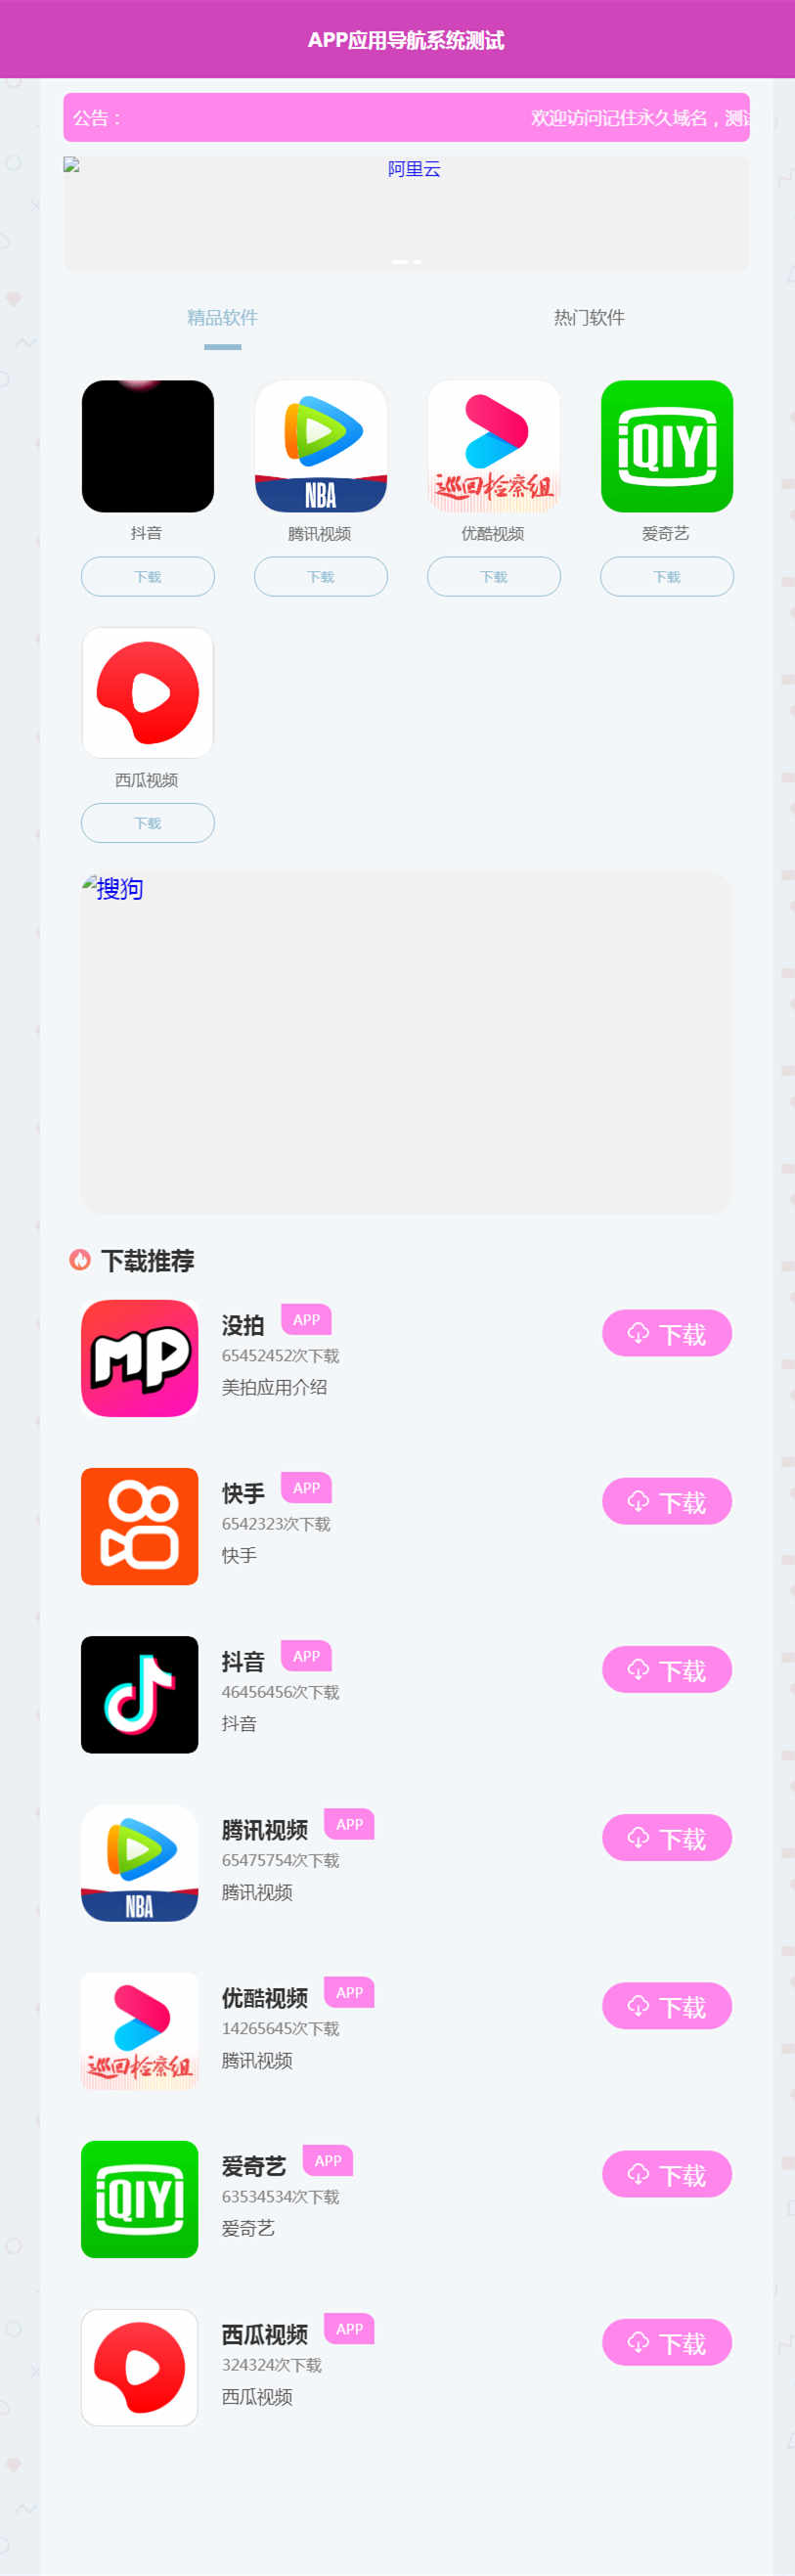 APP应用导航系统测试
公告：
欢迎访问记住永久域名，测
阿里云
精品软件 热门软件
NBA
巡回检察组
iQIYI
抖音 腾讯视频 优酷视频 爱奇艺
下载 下载 下载 下载
西瓜视频
下载
搜狗
下载推荐
MP
没拍 APP
65452452次下载
美拍应用介绍
下载
快手 APP
6542323次下载
快手
下载
抖音 APP
46456456次下载
抖音
下载
NBA
腾讯视频 APP
65475754次下载
腾讯视频
下载
巡回检察组
优酷视频 APP
14265645次下载
腾讯视频
下载
iQIYI
爱奇艺 APP
63534534次下载
爱奇艺
下载
西瓜视频 APP
324324次下载
西瓜视频
下载